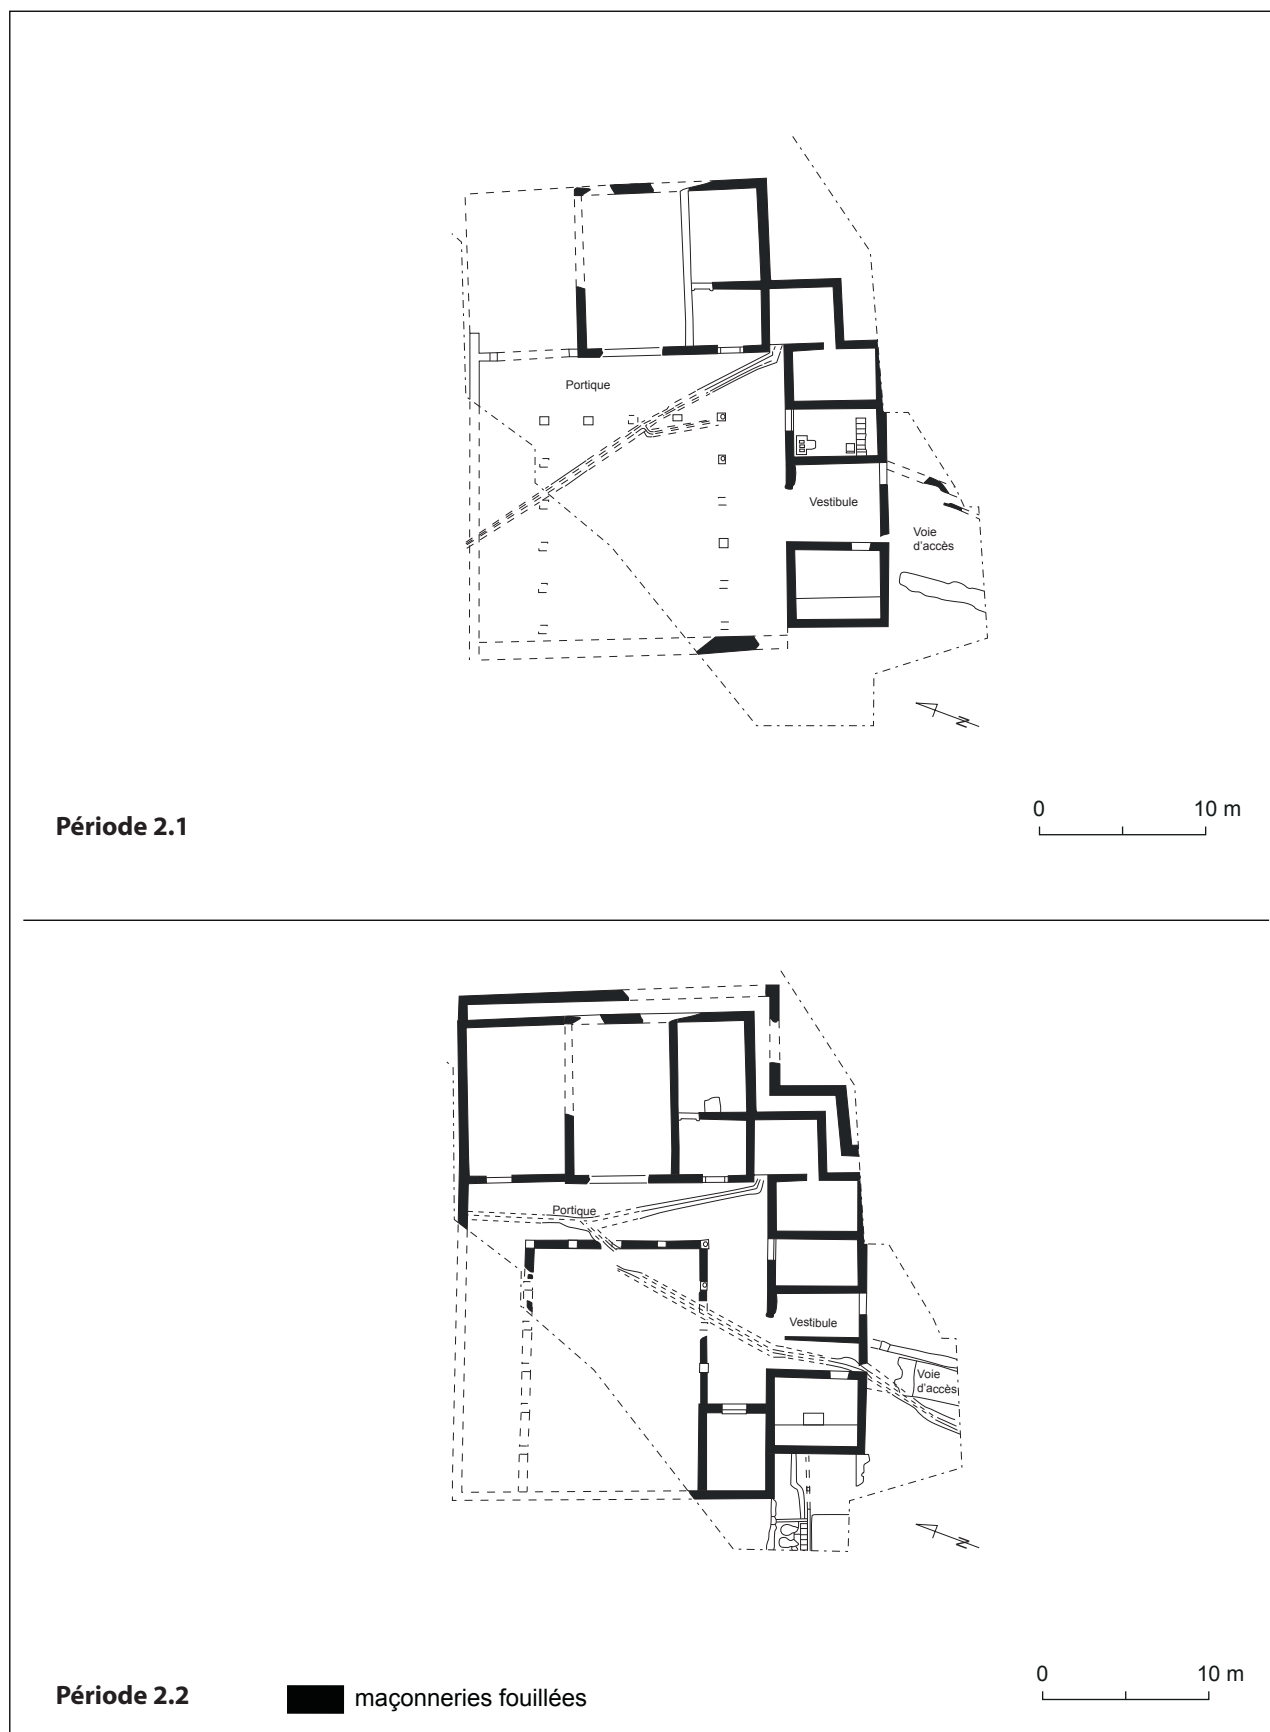 Portique
Vestibule
Voie
d'accès
N
0 10 m
Période 2.1
Portique
Vestibule
Voie
d'accès
N
0 10 m
Période 2.2
maçonneries fouillées